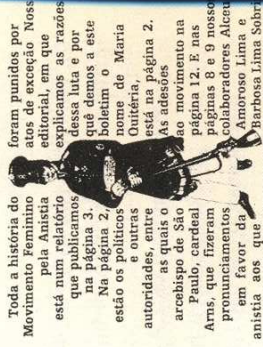 Toda a história do
Movimento Feminino
pela Anistia
está num relatório
que publicamos
na página 3.
Na página 2,
estão os políticos
e outras
autoridades, entre
as quais o
arcebispo de São
Paulo, cardeal
Arns, que fizeram
pronunciamentos
em favor da
anistia aos que
foram punidos por
atos de exceção Noss
editorial, em que
explicamos as razões
dessa luta e por
quê demos a este
boletim o
nome de Maria
Quitéria,
está na página 2.
As adesões
ao movimento na
página 12. E nas
páginas 8 e 9 nosso
colaboradores Alceu
Amoroso Lima e
Barbosa Lima Sobri